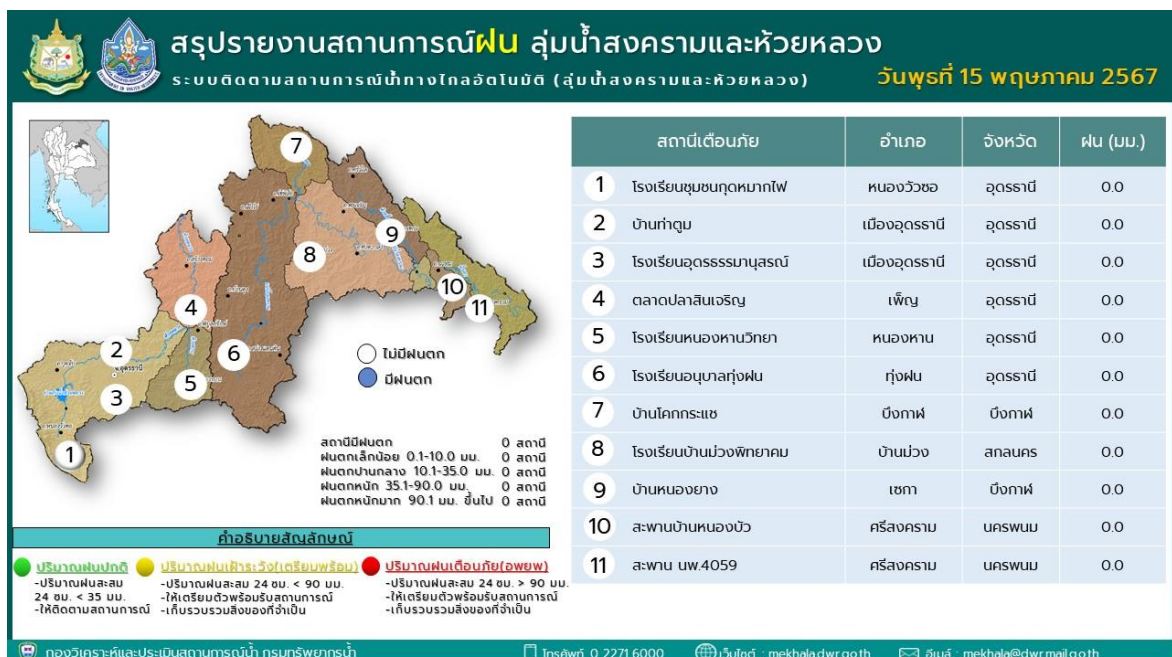 สรุปรายงานสถานการณ์ฝน ลุ่มน้ำสงครามและห้วยหลวง
ระบบติดตามสถานการณ์น้ำทางไกลอัตโนมัติ (ลุ่มน้ำสงครามและห้วยหลวง)
วันพุธที่ 15 พฤษภาคม 2567
7
9
8
10
11
4
2
6
5
3
1
อ.อุดรธานี
ไม่มีฝนตก
มีฝนตก
สถานีมีฝนตก 0 สถานี
ฝนตกเล็กน้อย 0.1-10.0 มม. 0 สถานี
ฝนตกปานกลาง 10.1-35.0 มม. 0 สถานี
ฝนตกหนัก 35.1-90.0 มม. 0 สถานี
ฝนตกหนักมาก 90.1 มม. ขึ้นไป 0 สถานี
สถานีเตือนภัย อำเภอ จังหวัด ฝน (มม.)
1 โรงเรียนชุมชนกุดหมากไฟ หนองวัวซอ อุดรธานี 0.0
2 บ้านท่าตูม เมืองอุดรธานี อุดรธานี 0.0
3 โรงเรียนอุดรธรรมานุสรณ์ เมืองอุดรธานี อุดรธานี 0.0
4 ตลาดปลาสินเจริญ เพ็ญ อุดรธานี 0.0
5 โรงเรียนหนองหานวิทยา หนองหาน อุดรธานี 0.0
6 โรงเรียนอนุบาลทุ่งฝน ทุ่งฝน อุดรธานี 0.0
7 บ้านโคกกระแซ บึงกาฬ บึงกาฬ 0.0
8 โรงเรียนบ้านม่วงพิทยาคม บ้านม่วง สกลนคร 0.0
9 บ้านหนองยาง เซกา บึงกาฬ 0.0
10 สะพานบ้านหนองบัว ศรีสงคราม นครพนม 0.0
11 สะพาน นพ.4059 ศรีสงคราม นครพนม 0.0
คำอธิบายสัญลักษณ์
ปริมาณฝนปกติ
-ปริมาณฝนสะสม
24 ชม. < 35 มม.
-ให้ติดตามสถานการณ์
ปริมาณฝนเฝ้าระวัง(เตรียมพร้อม)
-ปริมาณฝนสะสม 24 ชม. < 90 มม.
-ให้เตรียมตัวพร้อมรับสถานการณ์
-เก็บรวบรวมสิ่งของที่จำเป็น
ปริมาณฝนเตือนภัย(อพยพ)
-ปริมาณฝนสะสม 24 ชม. > 90 มม.
-ให้เตรียมตัวพร้อมรับสถานการณ์
-เก็บรวบรวมสิ่งของที่จำเป็น
กองวิเคราะห์และประเมินสถานการณ์น้ำ กรมทรัพยากรน้ำ
โทรศัพท์ 0 2271 6000 เว็บไซต์ : mekhala.dwr.go.th อีเมล์ : mekhala@dwr.mail.go.th